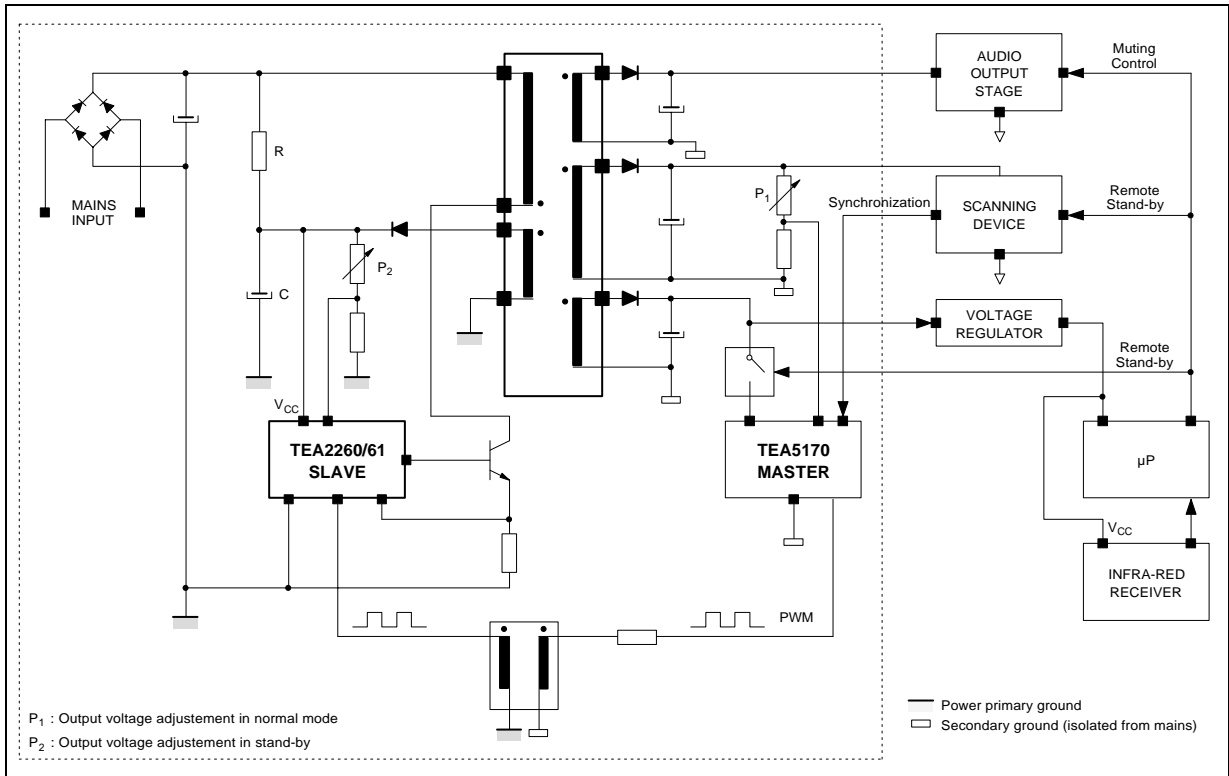 AUDIO
OUTPUT
STAGE
Muting
Control
R
MAINS
INPUT
P1
Synchronization
SCANNING
DEVICE
Remote
Stand-by
P2
C
VOLTAGE
REGULATOR
Remote
Stand-by
VCC
TEA2260/61
SLAVE
TEA5170
MASTER
µP
VCC
INFRA-RED
RECEIVER
PWM
P1 : Output voltage adjustement in normal mode
P2 : Output voltage adjustement in stand-by
Power primary ground
Secondary ground (isolated from mains)